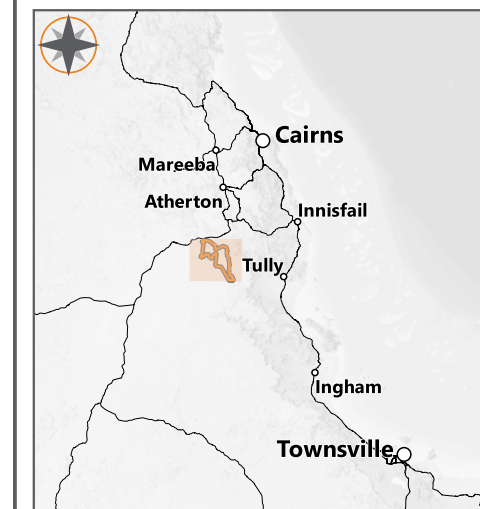 Cairns
Mareeba
Atherton
Innisfail
Tully
Ingham
Townsville